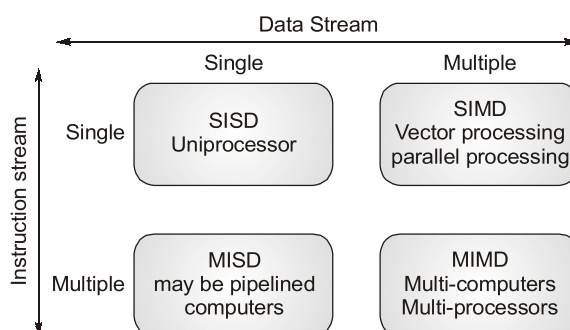 Data Stream
Single
Multiple
Instruction stream
Single
SISD
Uniprocessor
SIMD
Vector processing
parallel processing
Multiple
MISD
may be pipelined
computers
MIMD
Multi-computers
Multi-processors